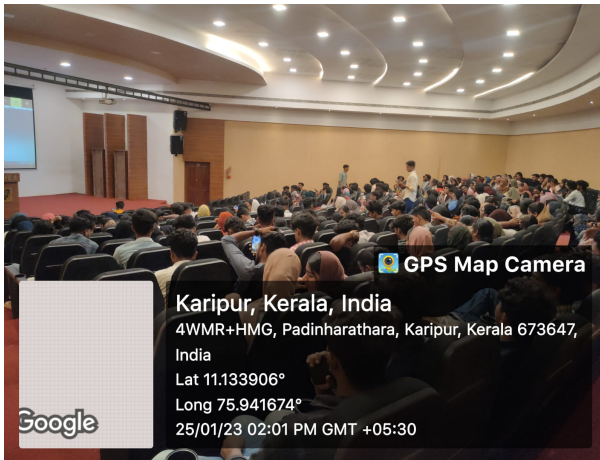 GPS Map Camera
Karipur, Kerala, India
4WMR+HMG, Padinharathara, Karipur, Kerala 673647,
India
Lat 11.133906°
Long 75.941674°
25/01/23 02:01 PM GMT +05:30
Google